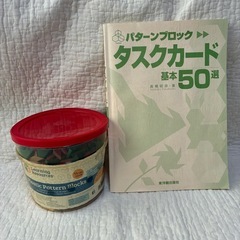 パターンブロック▶▶
タスクカード
基本50選
Learning
Resources
Pattern Blocks